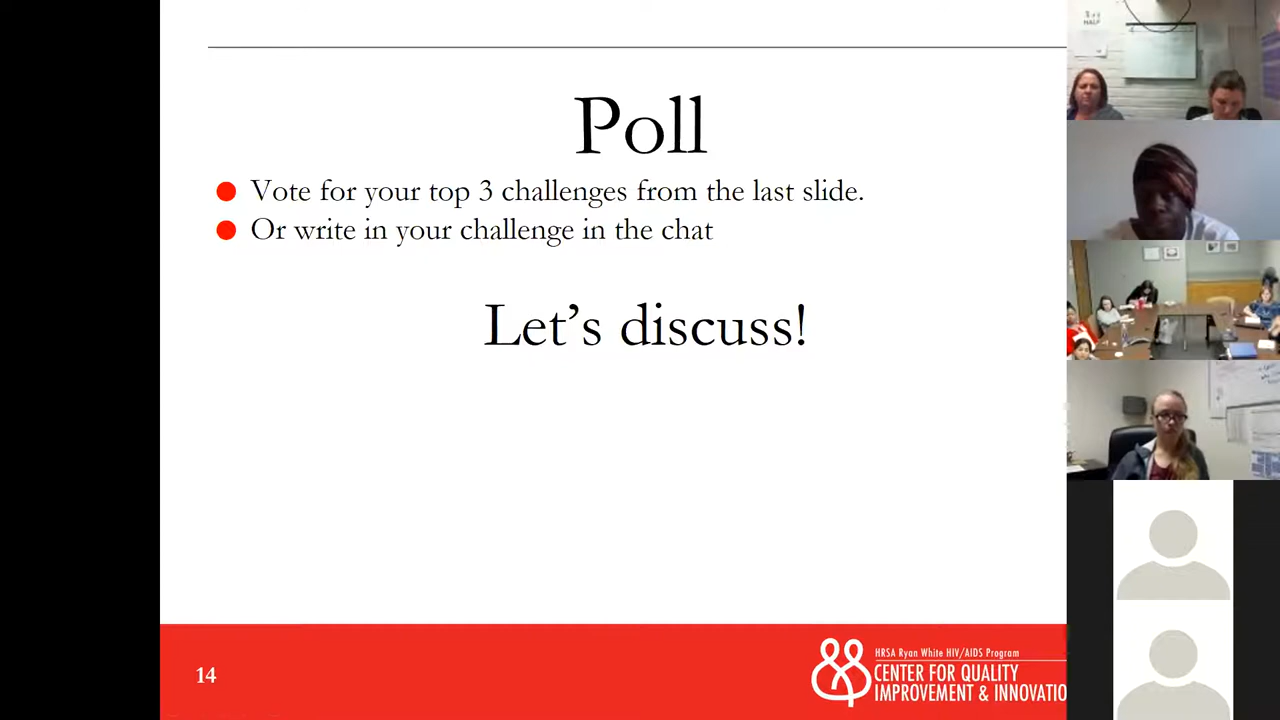 Poll
Vote for your top 3 challenges from the last slide.
Or write in your challenge in the chat
Let's discuss!
14
HRSA Ryan White HIV/AIDS Program
CENTER FOR QUALITY
IMPROVEMENT & INNOVATIO